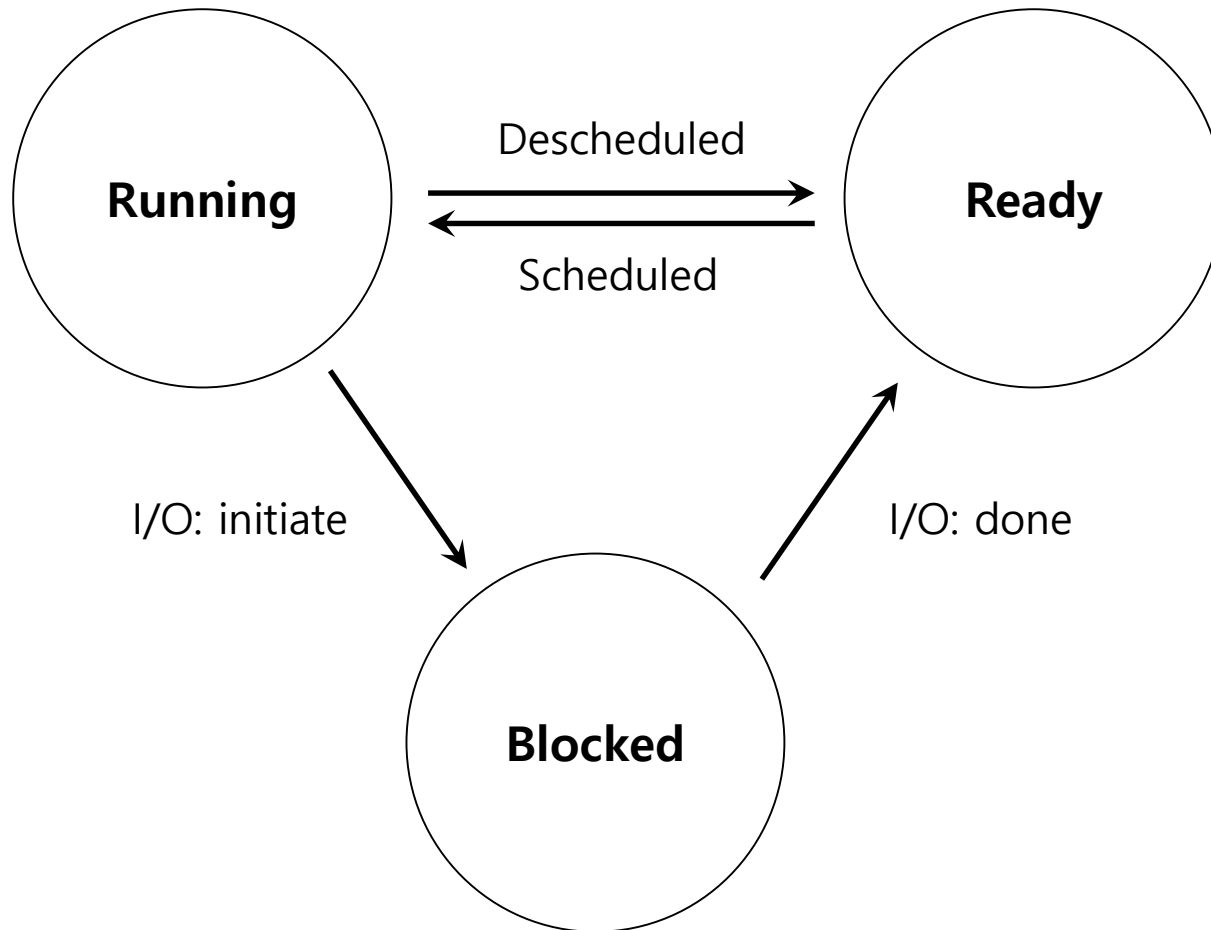 Descheduled
Running
Ready
Scheduled
I/O: initiate
I/O: done
Blocked